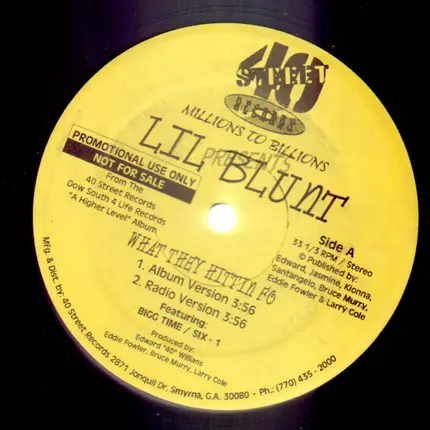 40
STREET
RECORDS
MILLIONS TO BILLIONS
PRESENTS
LIL BLUNT
PROMOTIONAL USE ONLY
NOT FOR SALE
From The
40 Street Records
Dow South 4 Life Records
"A Higher Level" Album
WHAT THEY HITTIN FO
1. Album Version 3:56
2. Radio Version 3:56
Featuring:
BIGG TIME / SIX - 1
Produced by:
Edward "40" Willians
Eddie Fowler, Bruce Murry, Larry Cole
Side A
33 1/3 RPM / Stereo
© Published by:
Edward, Jasmine, Kionna,
Santangelo, Bruce Murry,
Eddie Fowler & Larry Cole
Mfg. & Dist. by: 40 Street Records 2871 Jonquil Dr. Smyrna, G.A. 30080 • Ph.: (770) 435 - 2000